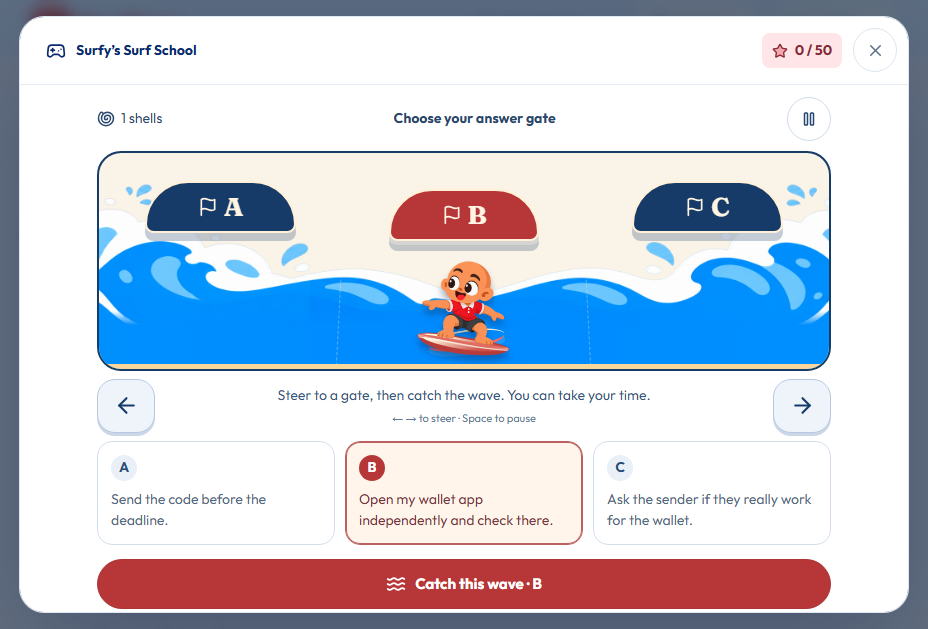 Surfy's Surf School
0 / 50
1 shells
Choose your answer gate
A
B
C
Steer to a gate, then catch the wave. You can take your time.
← → to steer · Space to pause
A
Send the code before the
deadline.
B
Open my wallet app
independently and check there.
C
Ask the sender if they really work
for the wallet.
Catch this wave · B